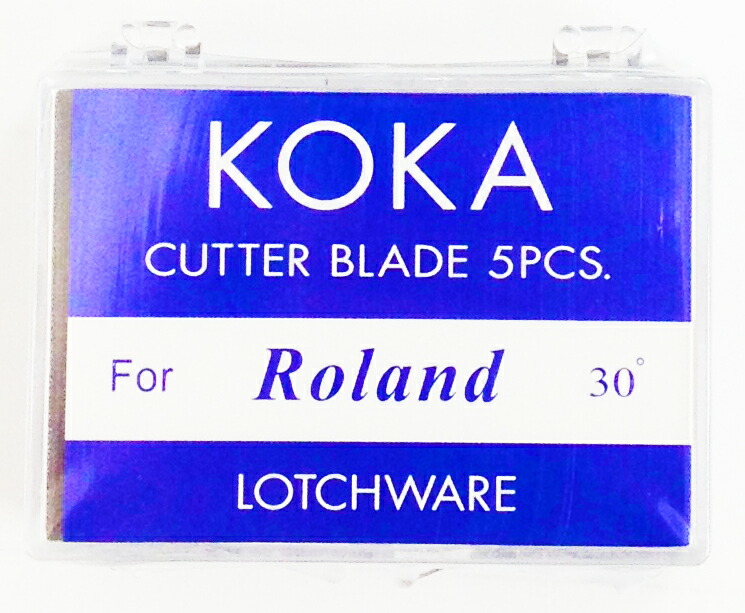 KOKA
CUTTER BLADE 5PCS.
For Roland 30°
LOTCHWARE